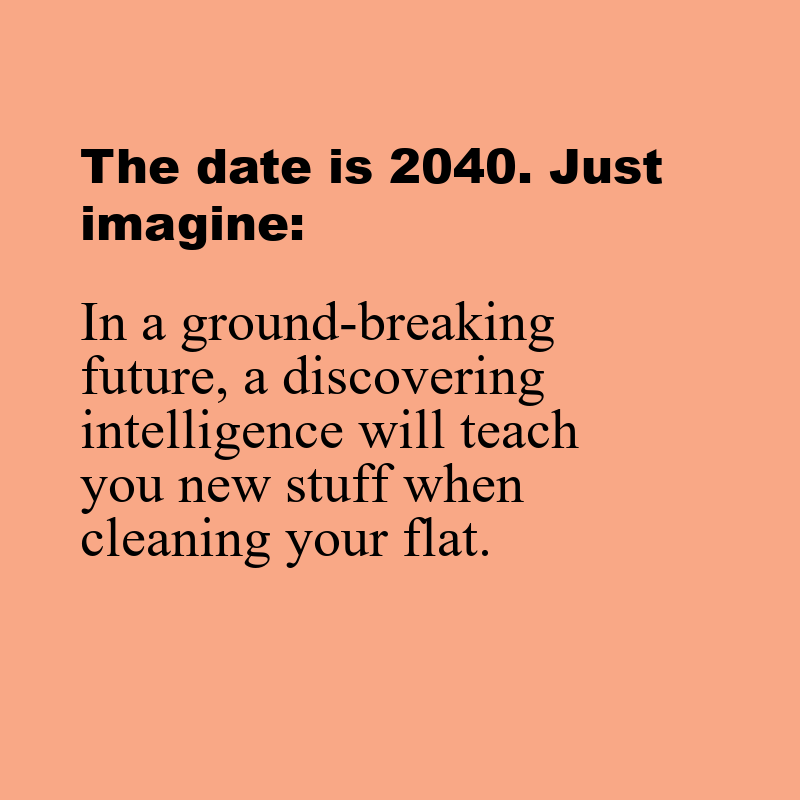 The date is 2040. Just
imagine:
In a ground-breaking
future, a discovering
intelligence will teach
you new stuff when
cleaning your flat.